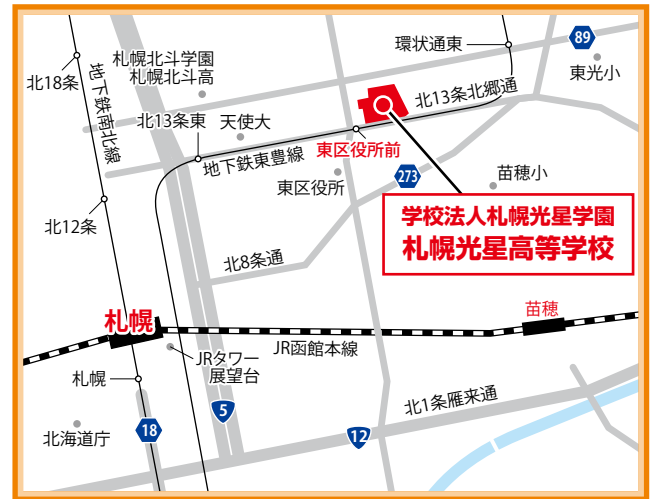 環状通東
89
東光小
北18条
地下鉄南北線
札幌北斗学園
札幌北斗高
北13条北郷通
北13条東
天使大
東区役所前
地下鉄東豊線
東区役所
273
苗穂小
北12条
学校法人札幌光星学園
札幌光星高等学校
北8条通
札幌
苗穂
JRタワー
展望台
JR函館本線
札幌
北海道庁
18
5
12
北1条雁来通